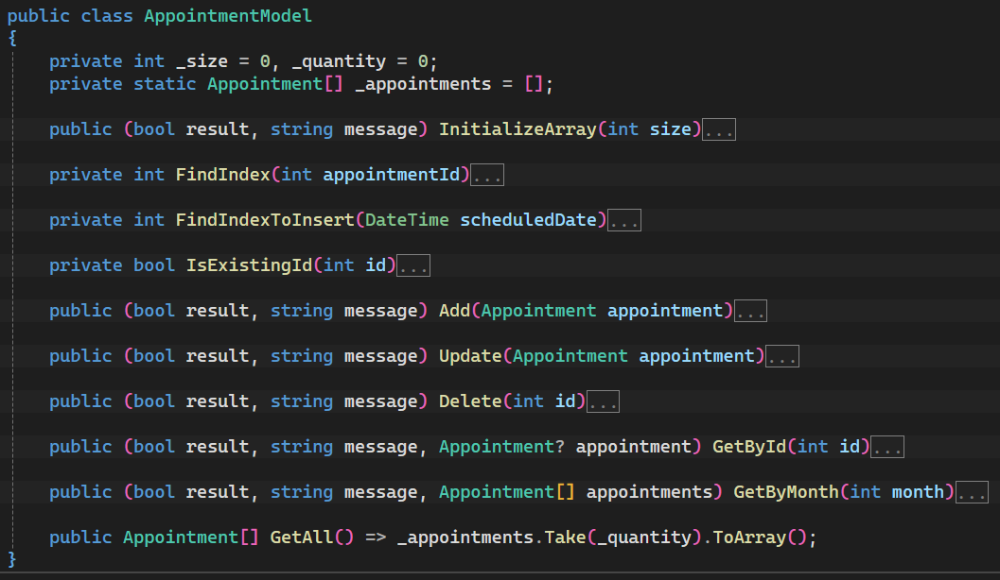 public class AppointmentModel
{
    private int _size = 0, _quantity = 0;
    private static Appointment[] _appointments = [];
    public (bool result, string message) InitializeArray(int size)...
    private int FindIndex(int appointmentId)...
    private int FindIndexToInsert(DateTime scheduledDate)...
    private bool IsExistingId(int id)...
    public (bool result, string message) Add(Appointment appointment)...
    public (bool result, string message) Update(Appointment appointment)...
    public (bool result, string message) Delete(int id)...
    public (bool result, string message, Appointment? appointment) GetById(int id)...
    public (bool result, string message, Appointment[] appointments) GetByMonth(int month)...
    public Appointment[] GetAll() => _appointments.Take(_quantity).ToArray();
}